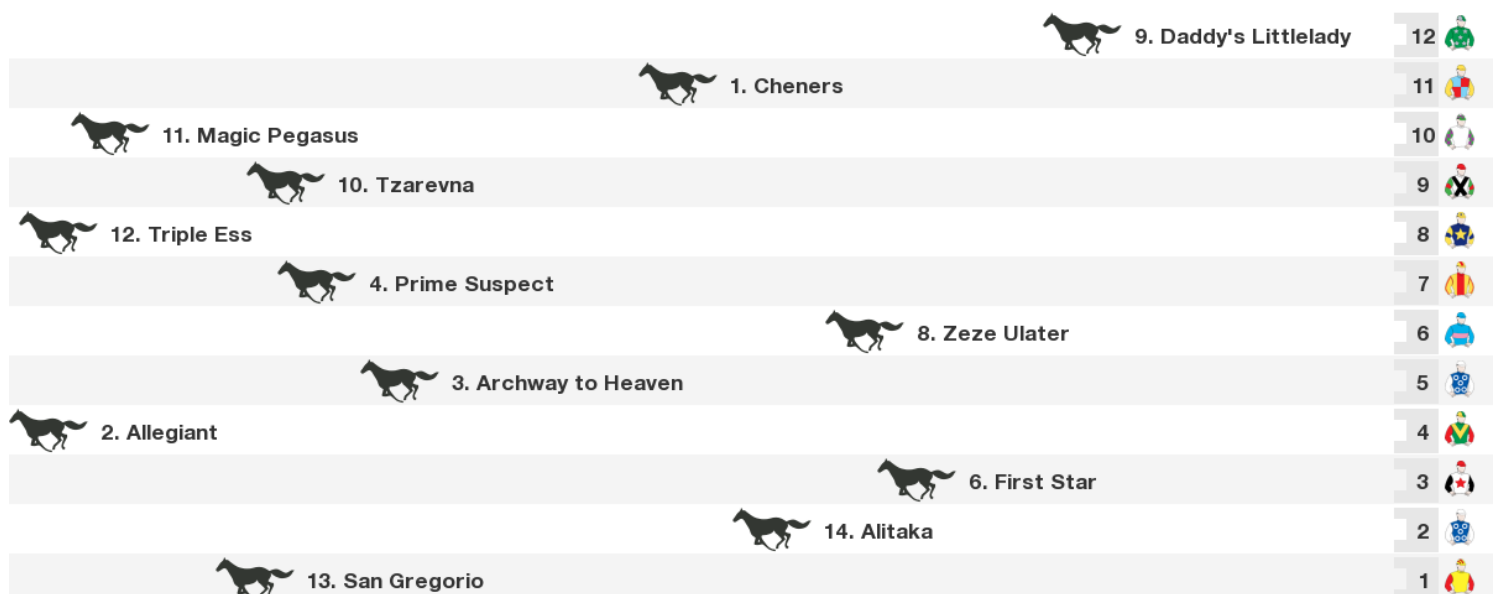 9. Daddy's Littlelady 12
1. Cheners 11
11. Magic Pegasus 10
10. Tzarevna 9
12. Triple Ess 8
4. Prime Suspect 7
8. Zeze Ulater 6
3. Archway to Heaven 5
2. Allegiant 4
6. First Star 3
14. Alitaka 2
13. San Gregorio 1